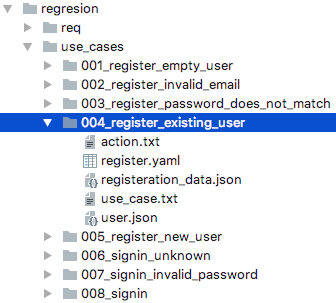 regresion
req
use_cases
001_register_empty_user
002_register_invalid_email
003_register_password_does_not_match
004_register_existing_user
action.txt
register.yaml
registeration_data.json
use_case.txt
user.json
005_register_new_user
006_signin_unknown
007_signin_invalid_password
008_signin